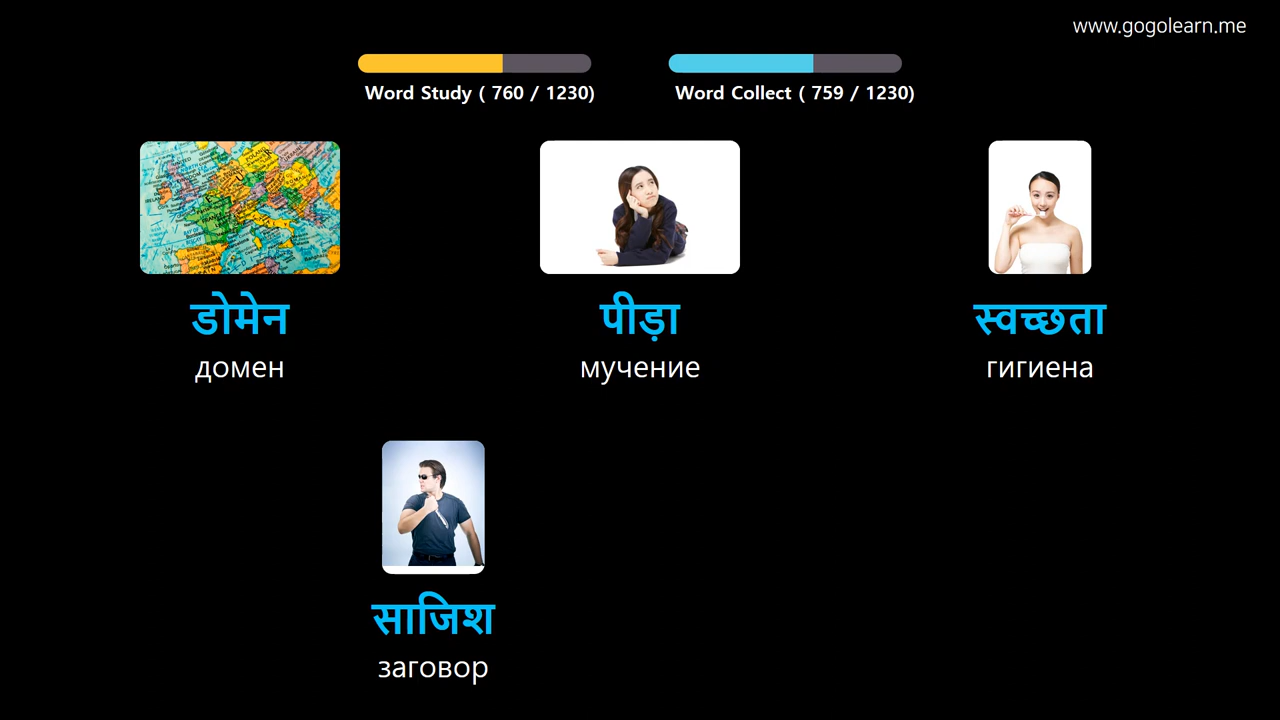 www.gogolearn.me
Word Study ( 760 / 1230)
Word Collect ( 759 / 1230)
डोमेन
домен
पीड़ा
мучение
स्वच्छता
гигиена
साजिश
заговор